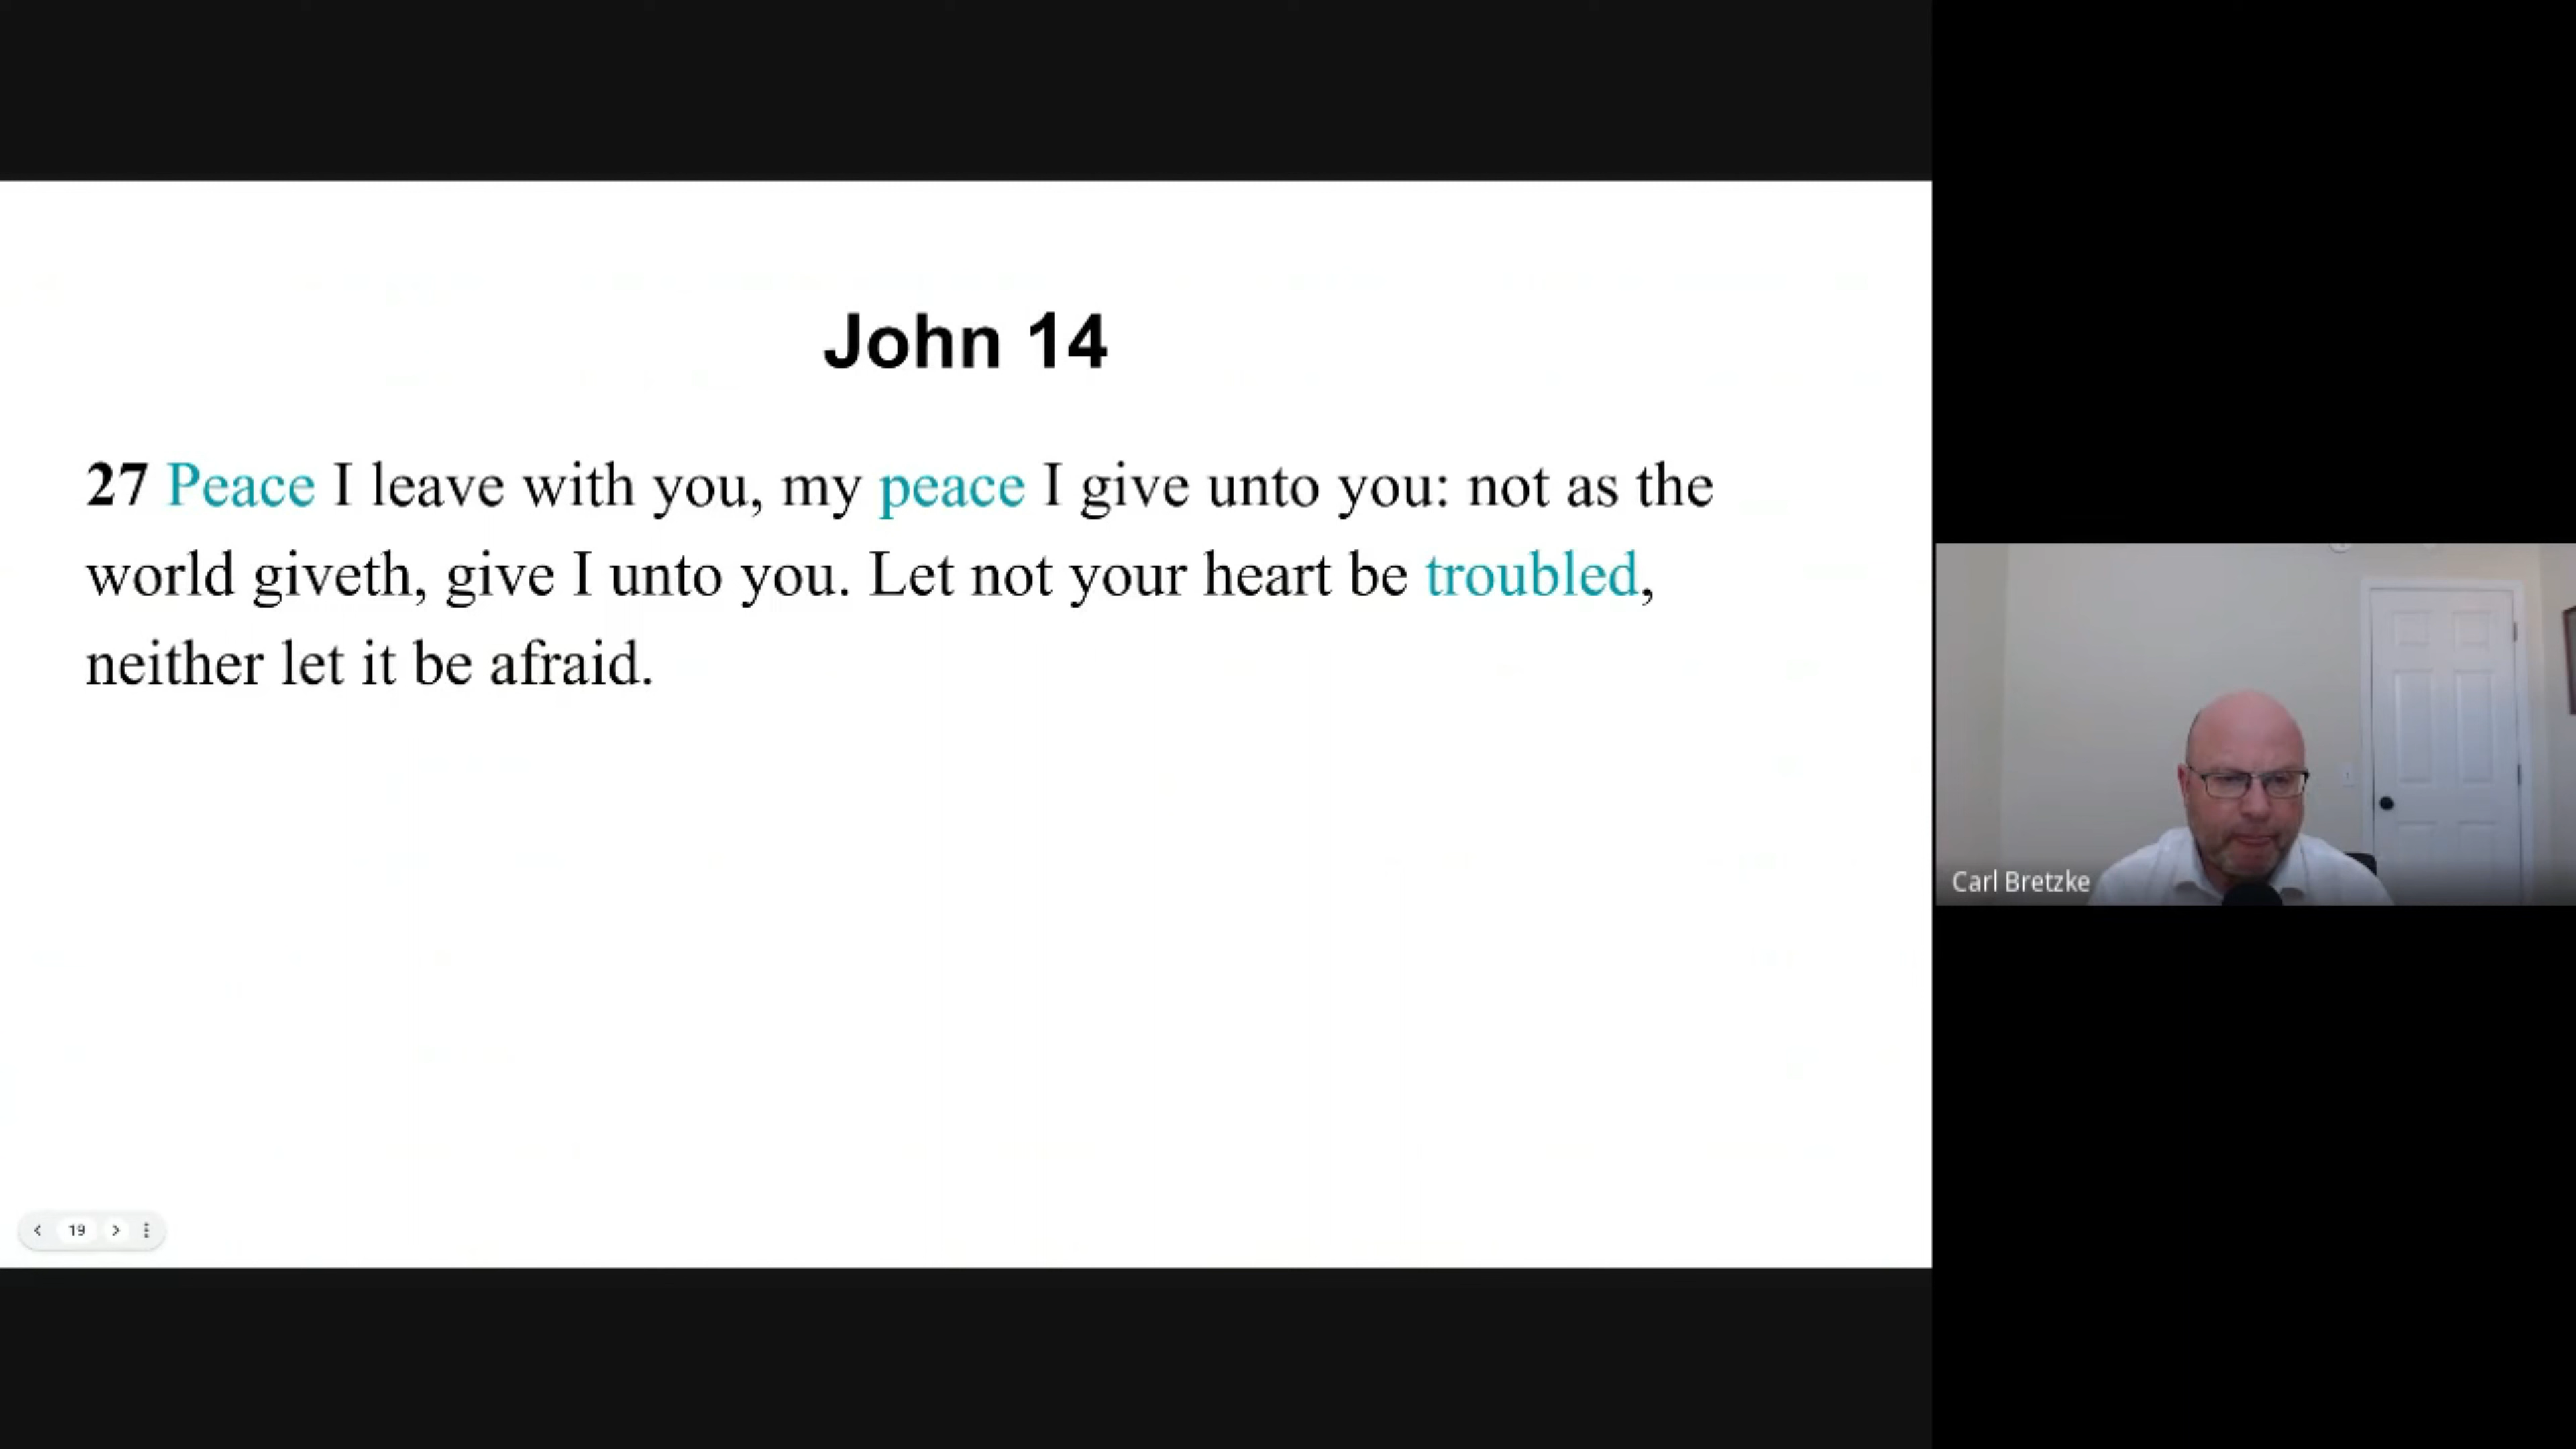 John 14
27 Peace I leave with you, my peace I give unto you: not as the
world giveth, give I unto you. Let not your heart be troubled,
neither let it be afraid.
19
Carl Bretzke